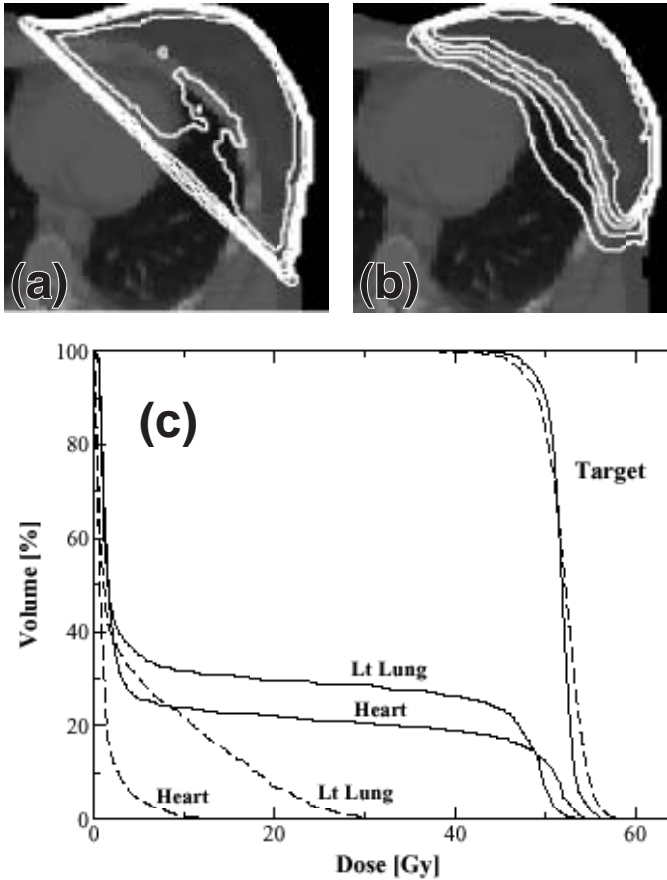 (a)
(b)
(c)
100
80
60
40
20
0
Volume [%]
Target
Lt Lung
Heart
Heart
Lt Lung
0
20
40
60
Dose [Gy]